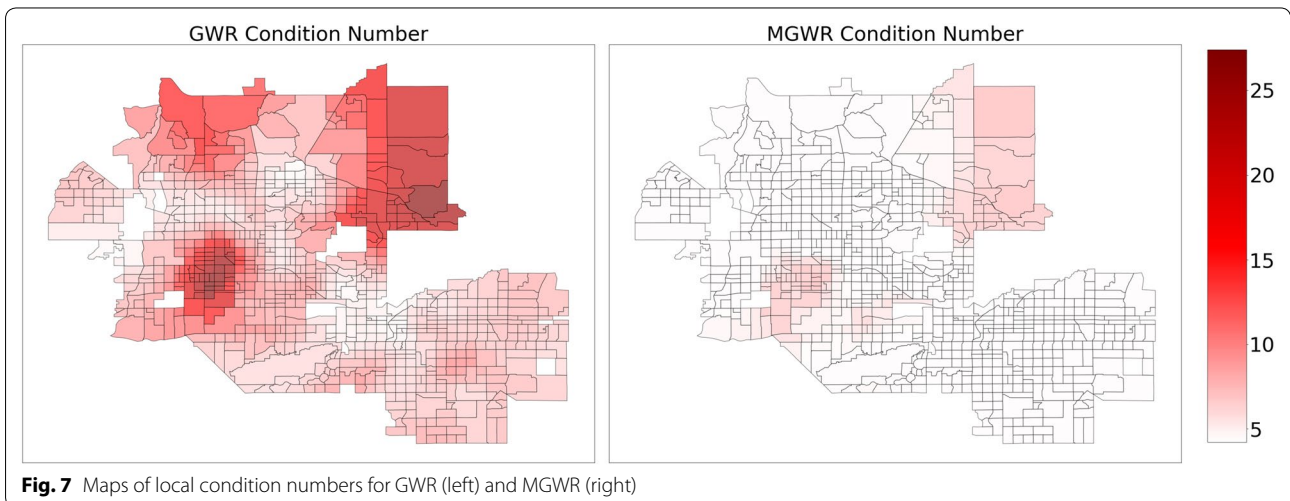 GWR Condition Number
MGWR Condition Number
25
20
15
10
5
Fig. 7 Maps of local condition numbers for GWR (left) and MGWR (right)